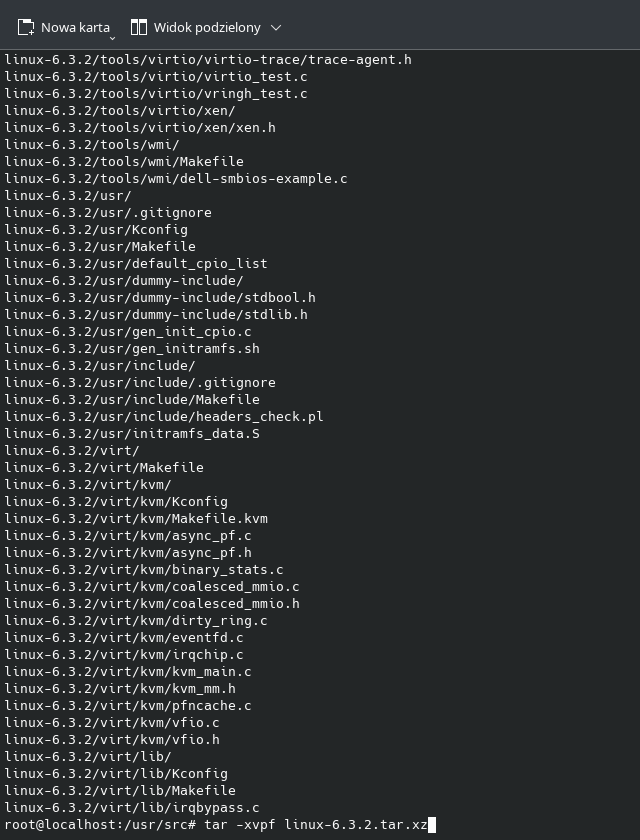 Nowa karta Widok podzielony
linux-6.3.2/tools/virtio/virtio-trace/trace-agent.h
linux-6.3.2/tools/virtio/virtio_test.c
linux-6.3.2/tools/virtio/vringh_test.c
linux-6.3.2/tools/virtio/xen/
linux-6.3.2/tools/virtio/xen/xen.h
linux-6.3.2/tools/wmi/
linux-6.3.2/tools/wmi/Makefile
linux-6.3.2/tools/wmi/dell-smbios-example.c
linux-6.3.2/usr/
linux-6.3.2/usr/.gitignore
linux-6.3.2/usr/Kconfig
linux-6.3.2/usr/Makefile
linux-6.3.2/usr/default_cpio_list
linux-6.3.2/usr/dummy-include/
linux-6.3.2/usr/dummy-include/stdbool.h
linux-6.3.2/usr/dummy-include/stdlib.h
linux-6.3.2/usr/gen_init_cpio.c
linux-6.3.2/usr/gen_initramfs.sh
linux-6.3.2/usr/include/
linux-6.3.2/usr/include/.gitignore
linux-6.3.2/usr/include/Makefile
linux-6.3.2/usr/include/headers_check.pl
linux-6.3.2/usr/initramfs_data.S
linux-6.3.2/virt/
linux-6.3.2/virt/Makefile
linux-6.3.2/virt/kvm/
linux-6.3.2/virt/kvm/Kconfig
linux-6.3.2/virt/kvm/Makefile.kvm
linux-6.3.2/virt/kvm/async_pf.c
linux-6.3.2/virt/kvm/async_pf.h
linux-6.3.2/virt/kvm/binary_stats.c
linux-6.3.2/virt/kvm/coalesced_mmio.c
linux-6.3.2/virt/kvm/coalesced_mmio.h
linux-6.3.2/virt/kvm/dirty_ring.c
linux-6.3.2/virt/kvm/eventfd.c
linux-6.3.2/virt/kvm/irqchip.c
linux-6.3.2/virt/kvm/kvm_main.c
linux-6.3.2/virt/kvm/kvm_mm.h
linux-6.3.2/virt/kvm/pfncache.c
linux-6.3.2/virt/kvm/vfio.c
linux-6.3.2/virt/kvm/vfio.h
linux-6.3.2/virt/lib/
linux-6.3.2/virt/lib/Kconfig
linux-6.3.2/virt/lib/Makefile
linux-6.3.2/virt/lib/irqbypass.c
root@localhost:/usr/src# tar -xvpf linux-6.3.2.tar.xz